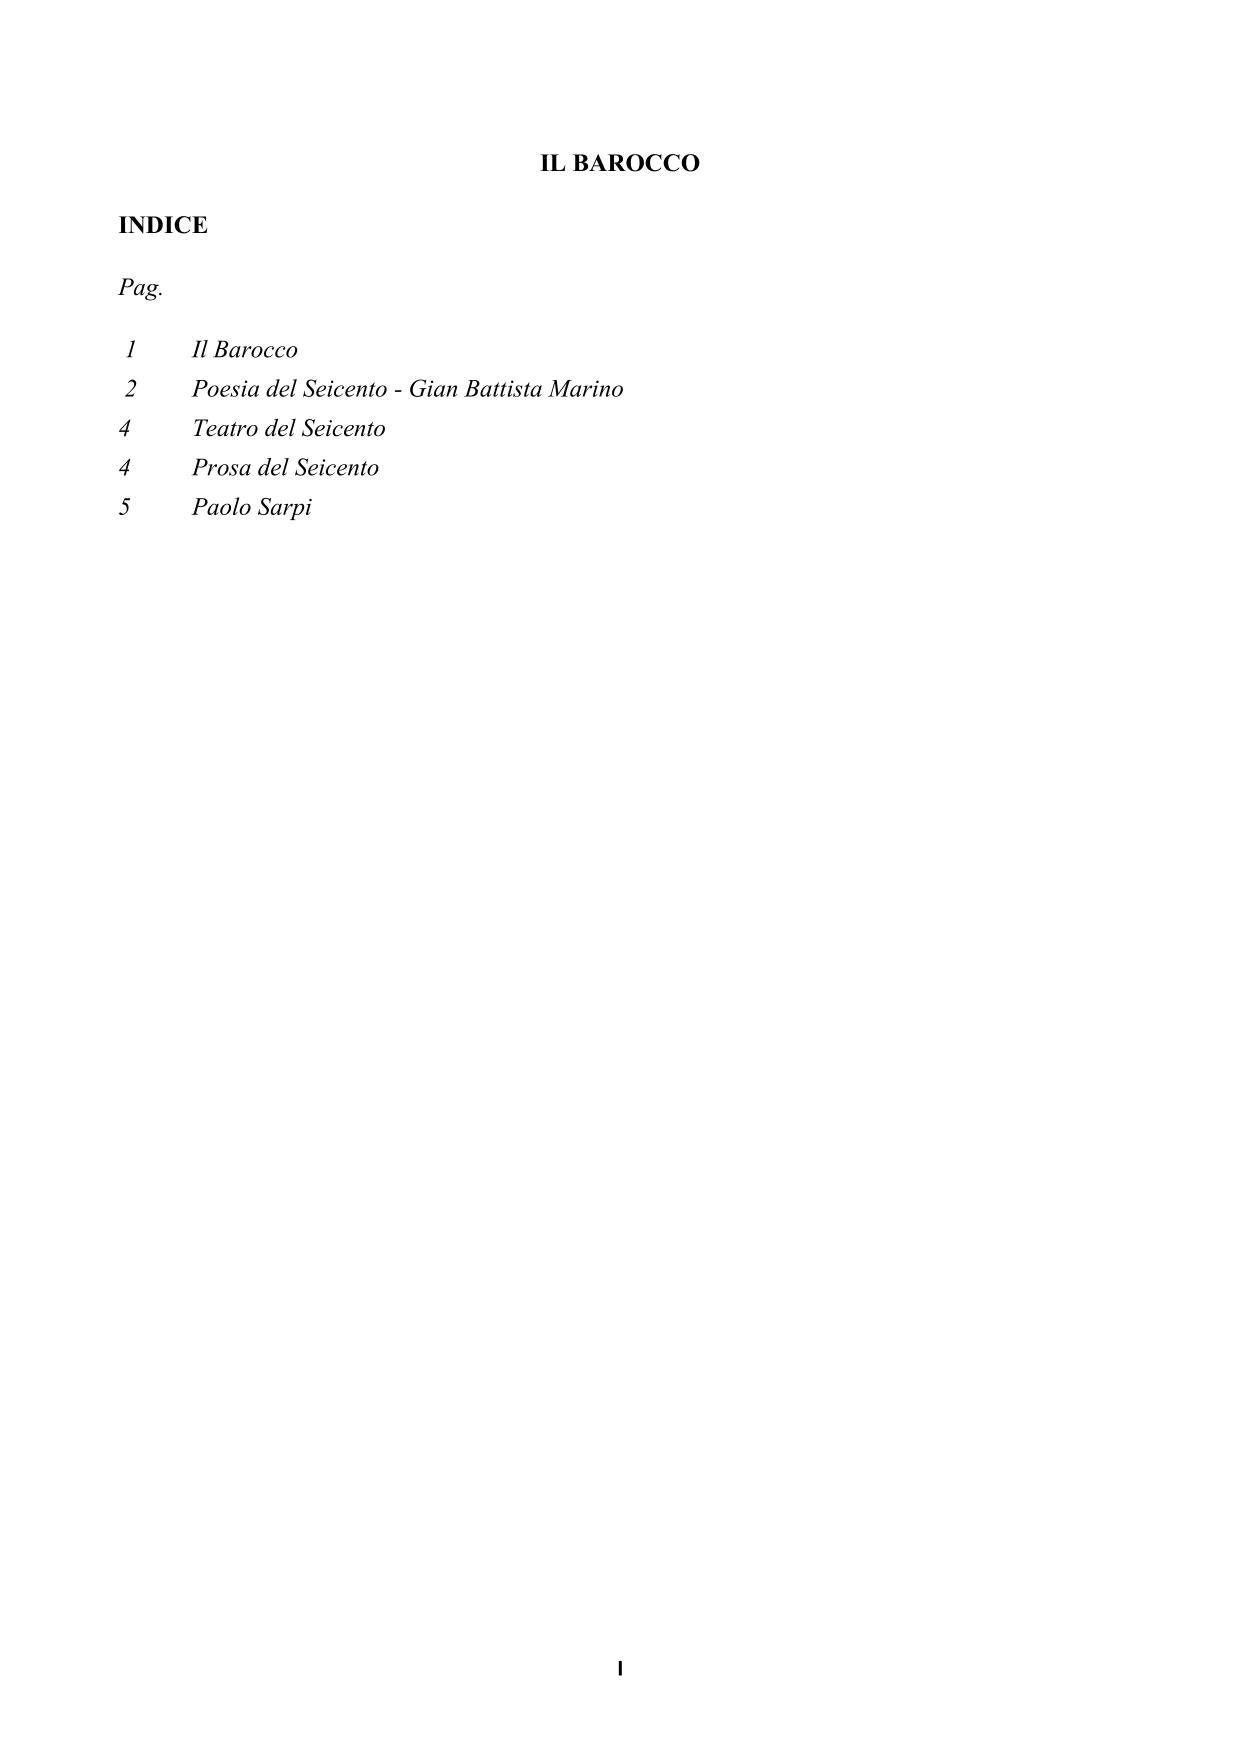 IL BAROCCO
INDICE
Pag.
1 Il Barocco
2 Poesia del Seicento - Gian Battista Marino
4 Teatro del Seicento
4 Prosa del Seicento
5 Paolo Sarpi
I